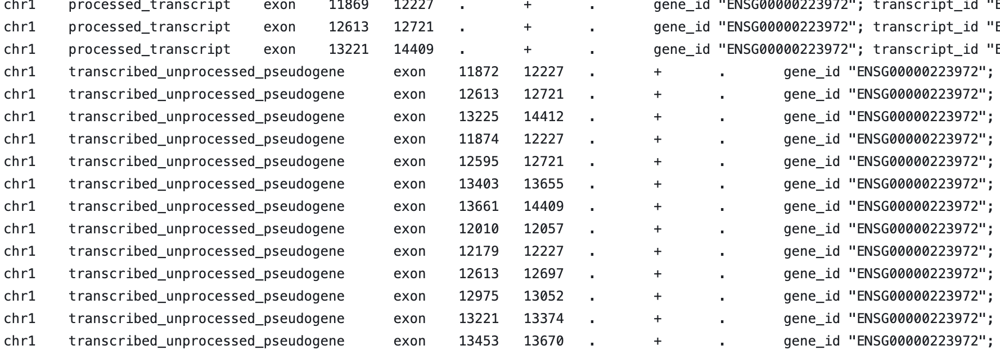 chr1	processed_transcript	exon	11869	12227	.	+	.	gene_id "ENSG00000223972"; transcript_id "E
chr1	processed_transcript	exon	12613	12721	.	+	.	gene_id "ENSG00000223972"; transcript_id "E
chr1	processed_transcript	exon	13221	14409	.	+	.	gene_id "ENSG00000223972"; transcript_id "E
chr1	transcribed_unprocessed_pseudogene	exon	11872	12227	.	+	.	gene_id "ENSG00000223972";
chr1	transcribed_unprocessed_pseudogene	exon	12613	12721	.	+	.	gene_id "ENSG00000223972";
chr1	transcribed_unprocessed_pseudogene	exon	13225	14412	.	+	.	gene_id "ENSG00000223972";
chr1	transcribed_unprocessed_pseudogene	exon	11874	12227	.	+	.	gene_id "ENSG00000223972";
chr1	transcribed_unprocessed_pseudogene	exon	12595	12721	.	+	.	gene_id "ENSG00000223972";
chr1	transcribed_unprocessed_pseudogene	exon	13403	13655	.	+	.	gene_id "ENSG00000223972";
chr1	transcribed_unprocessed_pseudogene	exon	13661	14409	.	+	.	gene_id "ENSG00000223972";
chr1	transcribed_unprocessed_pseudogene	exon	12010	12057	.	+	.	gene_id "ENSG00000223972";
chr1	transcribed_unprocessed_pseudogene	exon	12179	12227	.	+	.	gene_id "ENSG00000223972";
chr1	transcribed_unprocessed_pseudogene	exon	12613	12697	.	+	.	gene_id "ENSG00000223972";
chr1	transcribed_unprocessed_pseudogene	exon	12975	13052	.	+	.	gene_id "ENSG00000223972";
chr1	transcribed_unprocessed_pseudogene	exon	13221	13374	.	+	.	gene_id "ENSG00000223972";
chr1	transcribed_unprocessed_pseudogene	exon	13453	13670	.	+	.	gene_id "ENSG00000223972";